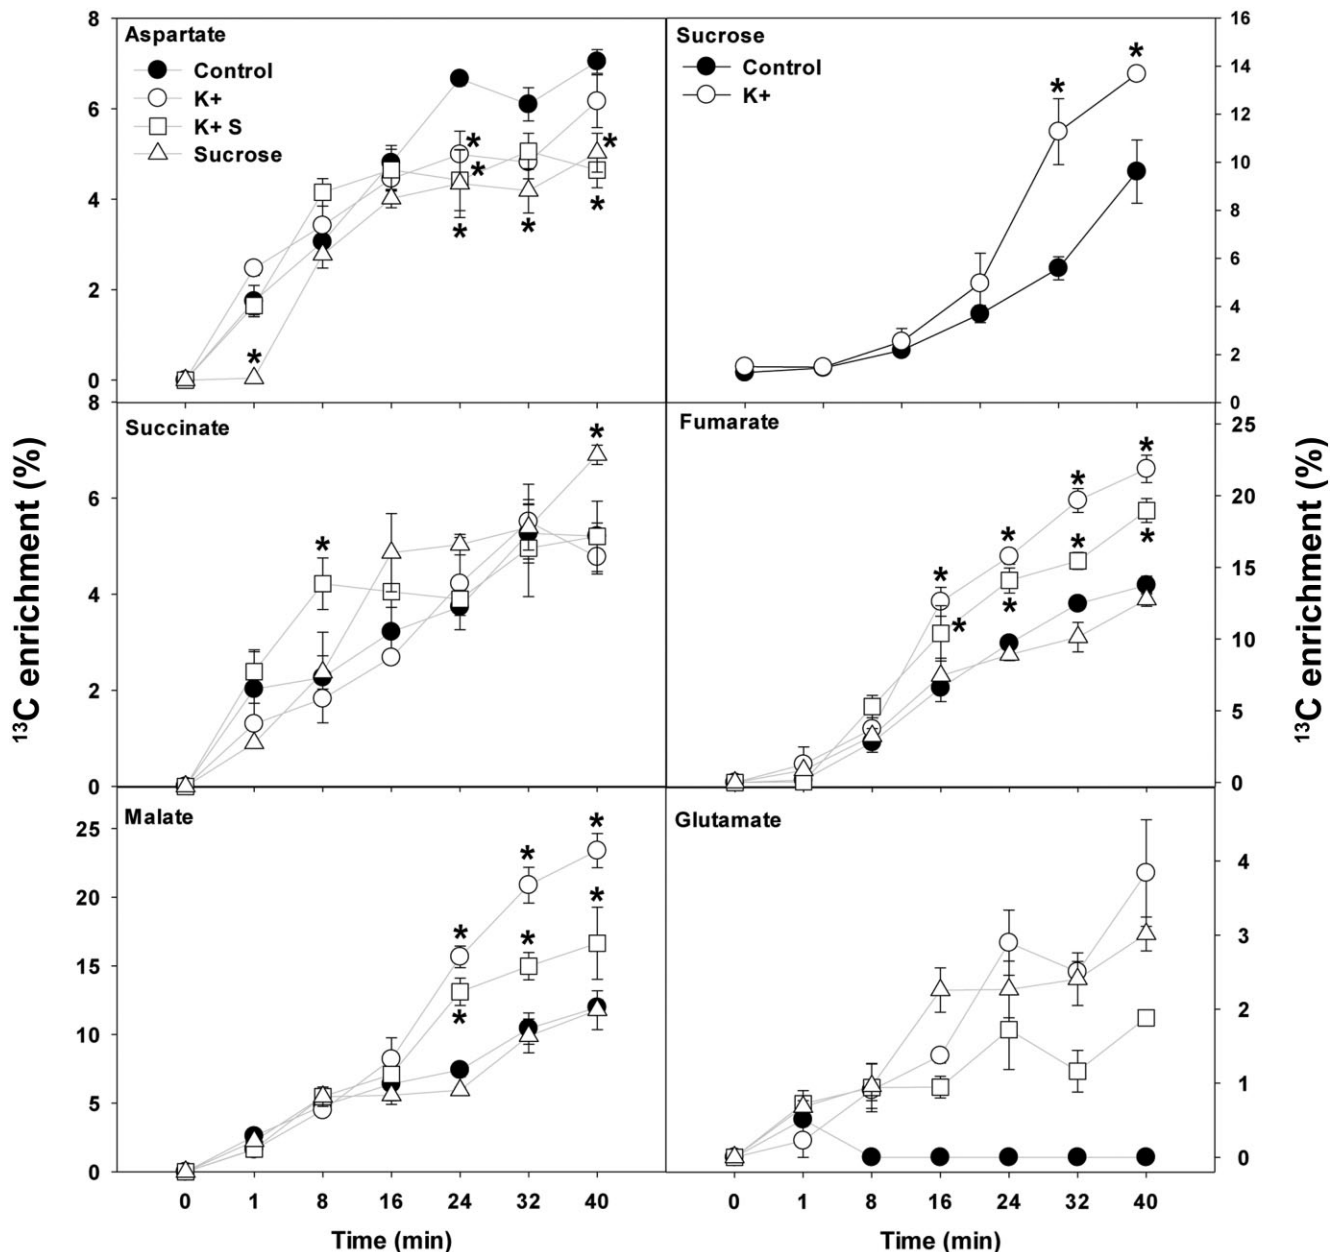 Aspartate
Control
K+
K+ S
Sucrose
8
6
4
2
0
Sucrose
Control
K+
16
14
12
10
8
6
4
2
0
* * * * * * * *
* *
Succinate
8
6
4
2
0
* *
Fumarate
25
20
15
10
5
0
* * * * * * * *
Malate
25
20
15
10
5
0
* * * * * *
Glutamate
4
3
2
1
0
0 1 8 16 24 32 40
0 1 8 16 24 32 40
Time (min)
Time (min)
¹³C enrichment (%)
¹³C enrichment (%)